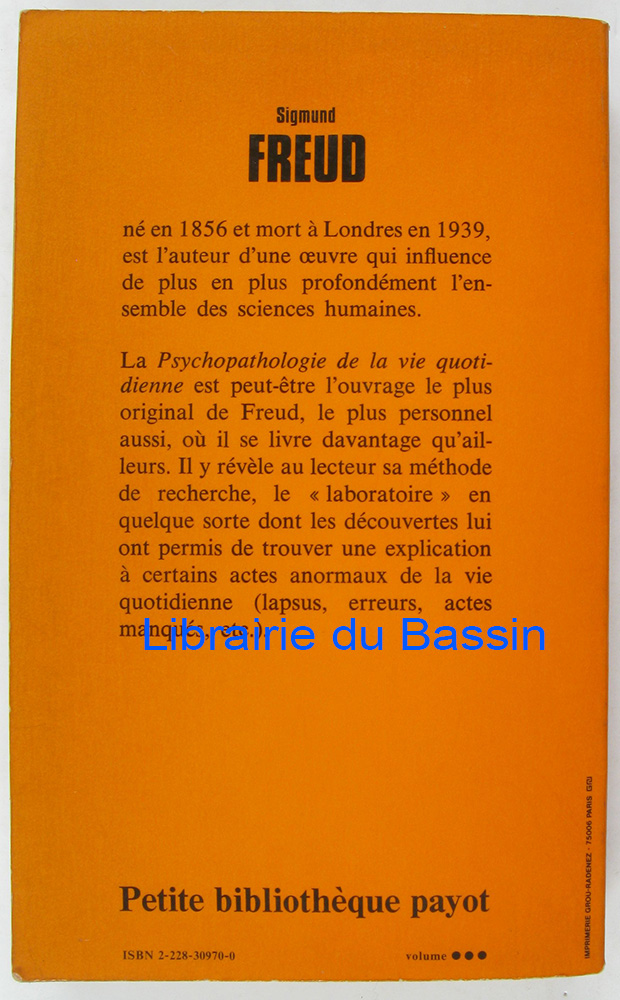 Sigmund
FREUD
né en 1856 et mort à Londres en 1939,
est l'auteur d'une œuvre qui influence
de plus en plus profondément l'en-
semble des sciences humaines.
La Psychopathologie de la vie quoti-
dienne est peut-être l'ouvrage le plus
original de Freud, le plus personnel
aussi, où il se livre davantage qu'ail-
leurs. Il y révèle au lecteur sa méthode
de recherche, le « laboratoire » en
quelque sorte dont les découvertes lui
ont permis de trouver une explication
à certains actes anormaux de la vie
quotidienne (lapsus, erreurs, actes
manqués, etc.).
Librairie du Bassin
Petite bibliothèque payot
ISBN 2-228-30970-0
volume ●●●
IMPRIMERIE GROU-RADENEZ - 75006 PARIS